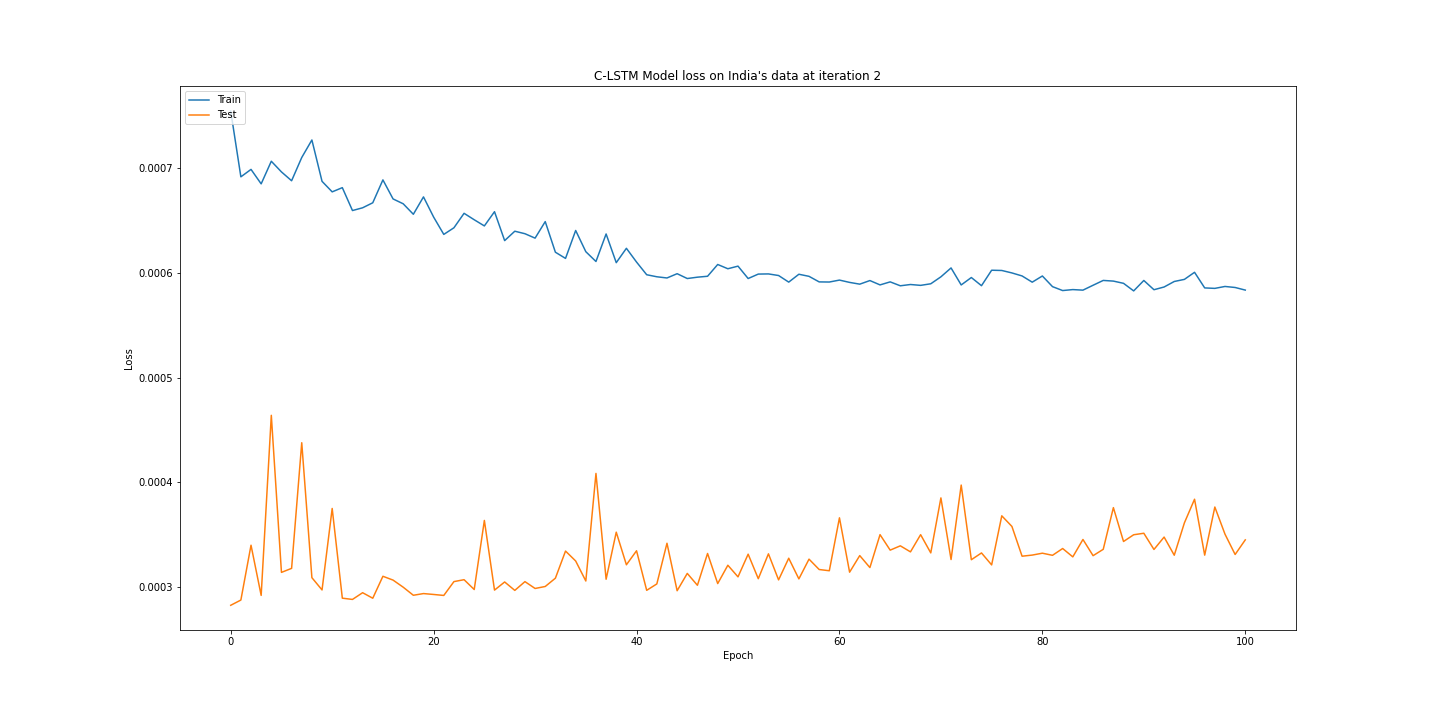 C-LSTM Model loss on India's data at iteration 2
Train
Test
0.0007
0.0006
0.0005
0.0004
0.0003
Loss
0 20 40 60 80 100
Epoch